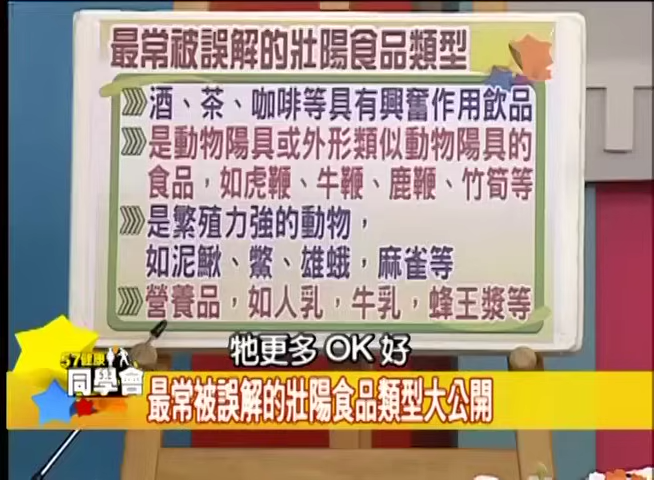 最常被誤解的壯陽食品類型
酒、茶、咖啡等具有興奮作用飲品
是動物陽具或外形類似動物陽具的
食品，如虎鞭、牛鞭、鹿鞭、竹筍等
是繁殖力強的動物，
如泥鰍、鱉、雄蛾，麻雀等
營養品，如人乳，牛乳，蜂王漿等
牠更多 OK 好
57健康
同學會
最常被誤解的壯陽食品類型大公開